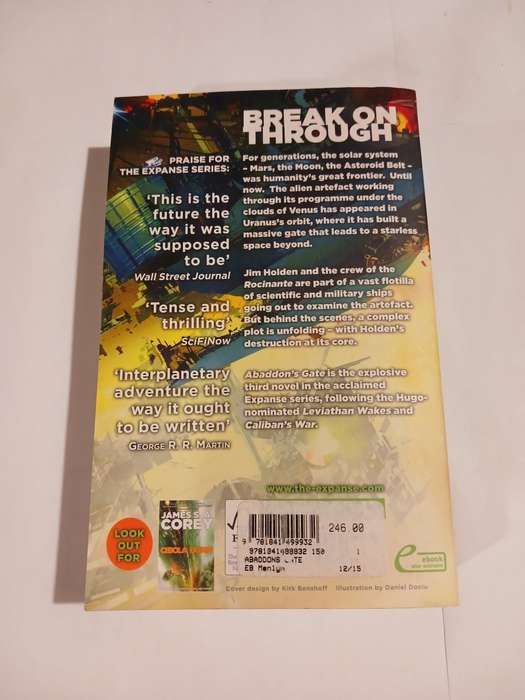 BREAK ON
THROUGH
PRAISE FOR
THE EXPANSE SERIES:
'This is the
future the
way it was
supposed
to be'
Wall Street Journal
'Tense and
thrilling'
SciFiNow
'Interplanetary
adventure the
way it ought
to be written'
GEORGE R. R. MARTIN
For generations, the solar system
– Mars, the Moon, the Asteroid Belt –
was humanity's great frontier. Until
now. The alien artefact working
through its programme under the
clouds of Venus has appeared in
Uranus's orbit, where it has built a
massive gate that leads to a starless
space beyond.
Jim Holden and the crew of the
Rocinante are part of a vast flotilla
of scientific and military ships
going out to examine the artefact.
But behind the scenes, a complex
plot is unfolding – with Holden's
destruction at its core.
Abaddon's Gate is the explosive
third novel in the acclaimed
Expanse series, following the Hugo-
nominated Leviathan Wakes and
Caliban's War.
www.the-expanse.com
LOOK
OUT
FOR
JAMES S. A.
COREY
CIBOLA
246.00
9 781841 499932
9781841499932 150 1
ABADDONS
EB Menlyn 12/15
ebook
also available
Cover design by Kirk Benshoff Illustration by Daniel Dociu